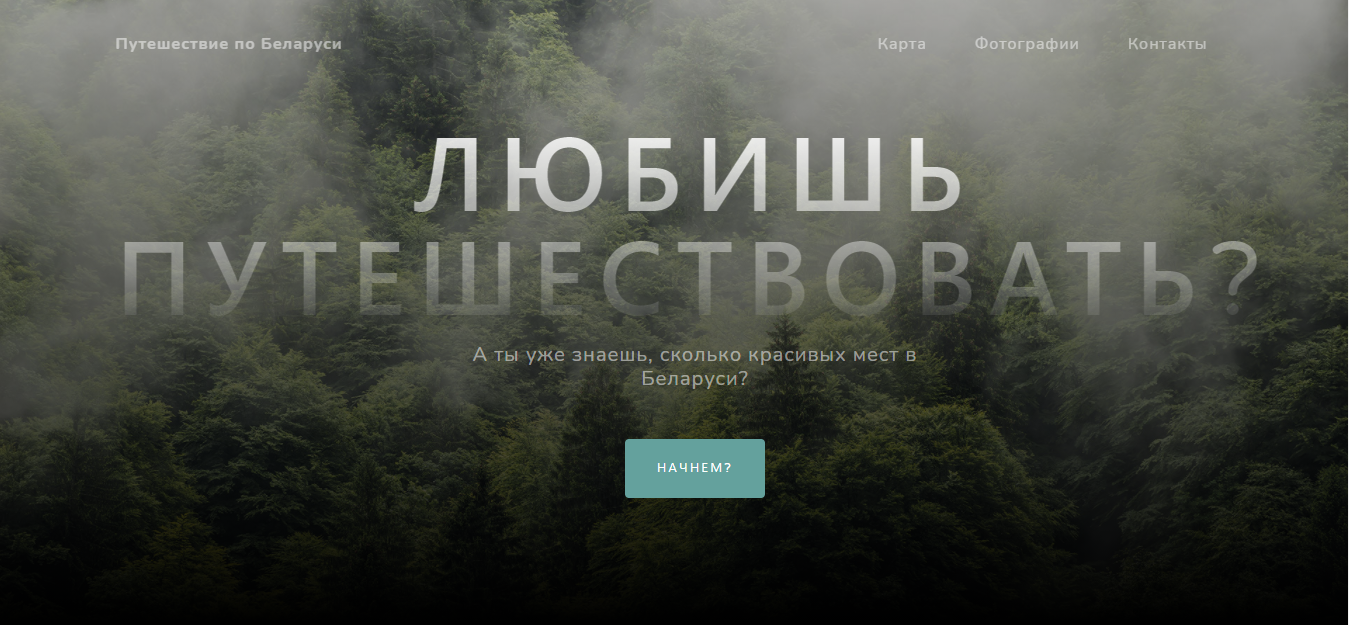 Путешествие по Беларуси
Карта
Фотографии
Контакты
ЛЮБИШЬ
ПУТЕШЕСТВОВАТЬ?
А ты уже знаешь, сколько красивых мест в
Беларуси?
НАЧНЕМ?